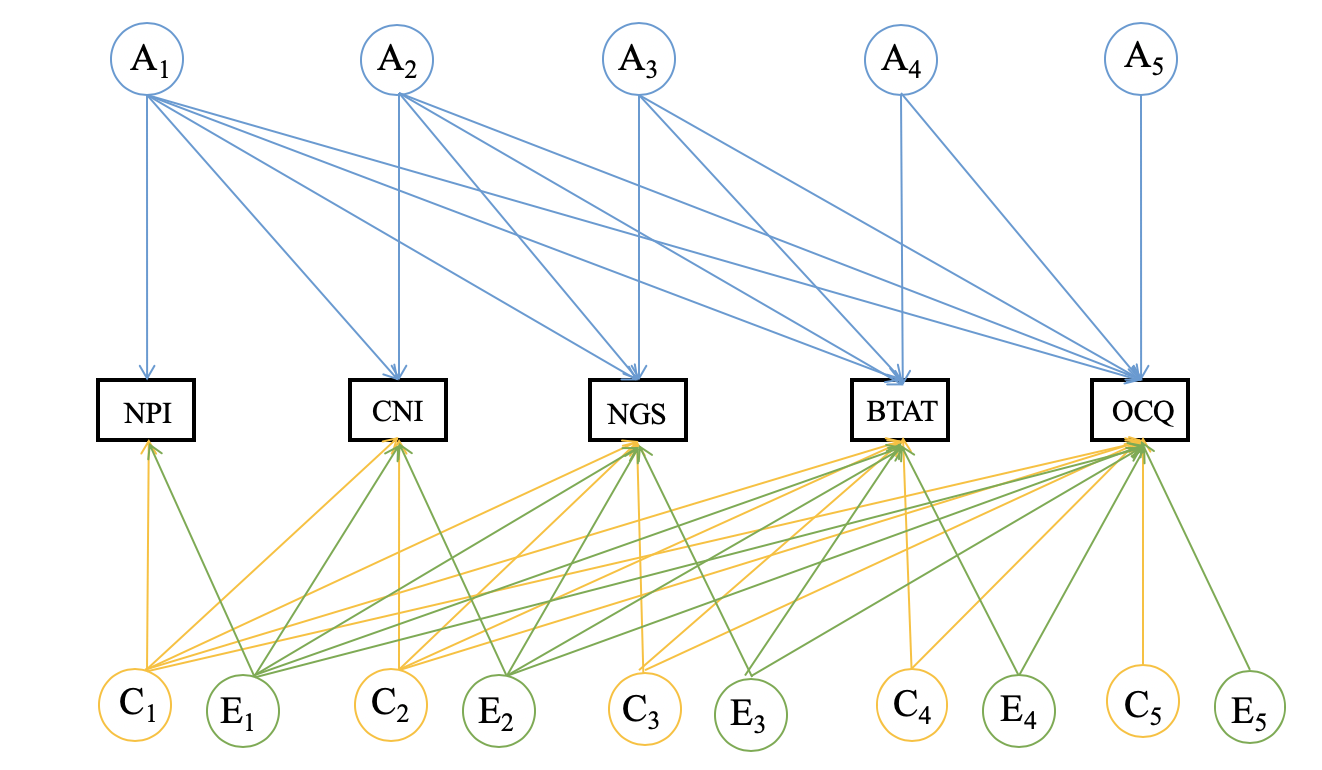 A₁ A₂ A₃ A₄ A₅
NPI CNI NGS BTAT OCQ
C₁ E₁ C₂ E₂ C₃ E₃ C₄ E₄ C₅ E₅